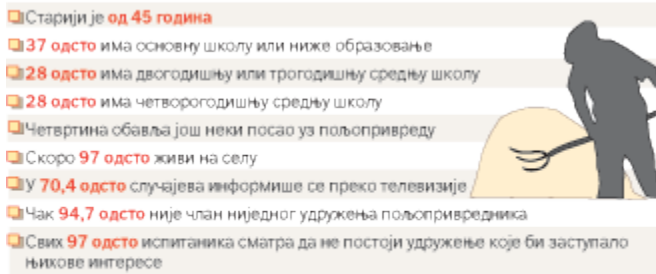 Старији је од 45 година
37 одсто има основну школу или ниже образовање
28 одсто има двогодишњу или трогодишњу средњу школу
28 одсто има четворогодишњу средњу школу
Четвртина обавља још неки посао уз пољопривреду
Скоро 97 одсто живи на селу
У 70,4 одсто случајева информише се преко телевизије
Чак 94,7 одсто није члан ниједног удружења пољопривредника
Свих 97 одсто испитаника сматра да не постоји удружење које би заступало
њихове интересе